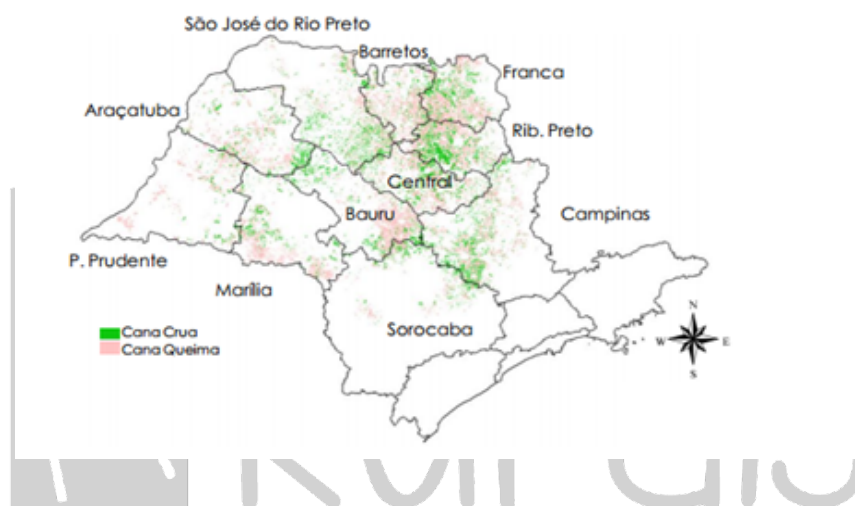 São José do Rio Preto
Barretos
Franca
Araçatuba
Rib. Preto
Central
Bauru
Campinas
P. Prudente
Marília
Sorocaba
Cana Crua
Cana Queima
N
W E
S